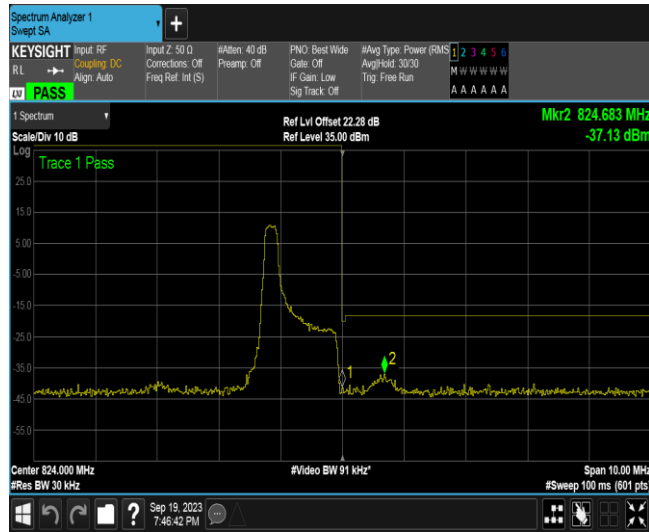 Spectrum Analyzer 1
Swept SA
+
KEYSIGHT
RL
LXI PASS
Input: RF
Coupling: DC
Align: Auto
Input Z: 50 Ω
Corrections: Off
Freq Ref: Int (S)
#Atten: 40 dB
Preamp: Off
PNO: Best Wide
Gate: Off
IF Gain: Low
Sig Track: Off
#Avg Type: Power (RMS
Avg|Hold: 30/30
Trig: Free Run
1 2 3 4 5 6
M W W W W W
A A A A A A
1 Spectrum
Scale/Div 10 dB
Ref Lvl Offset 22.28 dB
Ref Level 35.00 dBm
Mkr2 824.683 MHz
-37.13 dBm
Log
Trace 1 Pass
25.0
15.0
5.00
-5.00
-15.0
-25.0
-35.0
-45.0
-55.0
1
2
Center 824.000 MHz
#Res BW 30 kHz
#Video BW 91 kHz*
Span 10.00 MHz
#Sweep 100 ms (601 pts)
?
Sep 19, 2023
7:46:42 PM